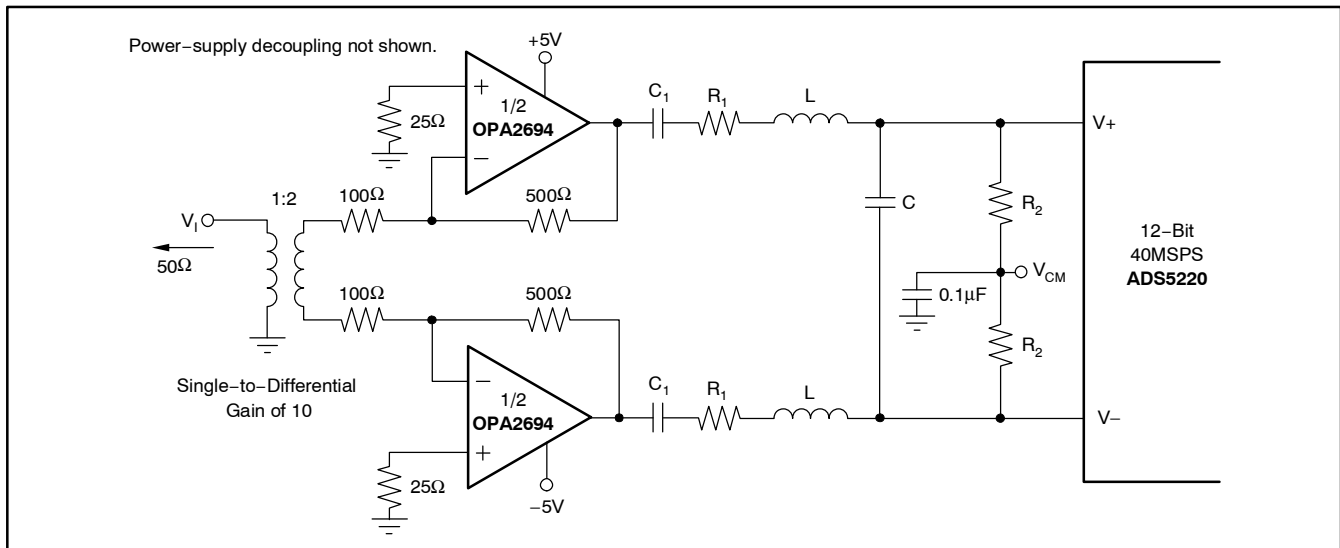 Power−supply decoupling not shown.
+5V
+
1/2
OPA2694
−
25Ω
C1
R1
L
V+
1:2
100Ω
500Ω
VI
50Ω
C
R2
12−Bit
40MSPS
ADS5220
VCM
0.1µF
100Ω
500Ω
R2
Single−to−Differential
Gain of 10
−
1/2
OPA2694
+
C1
R1
L
V−
25Ω
−5V